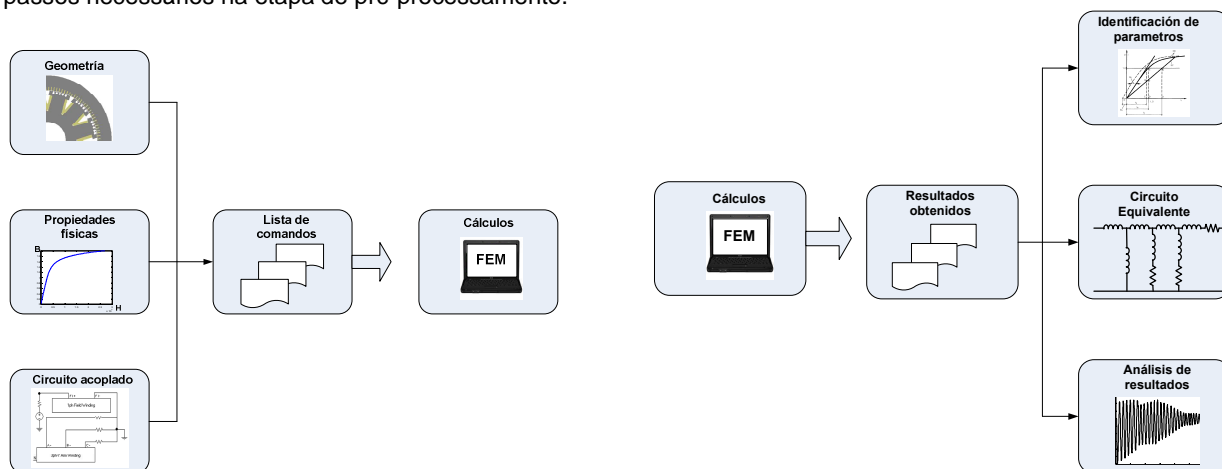 passos necessários na etapa de pré-processamento.
Geometría
Propiedades
físicas
B
H
Circuito acoplado
Lista de
comandos
Cálculos
FEM
Cálculos
FEM
Resultados
obtenidos
Identificación de
parametros
Circuito
Equivalente
Análisis de
resultados